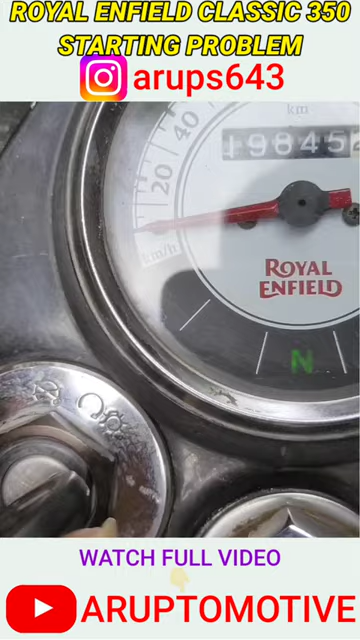 ROYAL ENFIELD CLASSIC 350
STARTING PROBLEM
arups643
km
40
20
19845
km/h
ROYAL
ENFIELD
N
WATCH FULL VIDEO
👇
ARUPTOMOTIVE